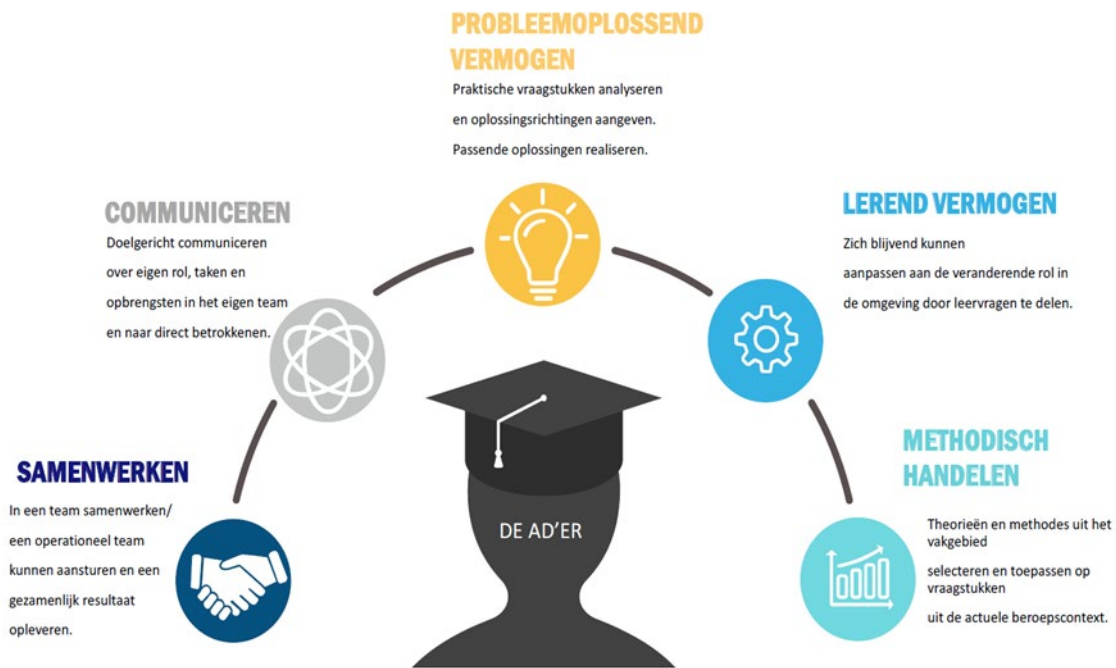 PROBLEEMOPLOSSEND
VERMOGEN
Praktische vraagstukken analyseren
en oplossingsrichtingen aangeven.
Passende oplossingen realiseren.
COMMUNICEREN
Doelgericht communiceren
over eigen rol, taken en
opbrengsten in het eigen team
en naar direct betrokkenen.
LEREND VERMOGEN
Zich blijvend kunnen
aanpassen aan de veranderende rol in
de omgeving door leervragen te delen.
SAMENWERKEN
In een team samenwerken/
een operationeel team
kunnen aansturen en een
gezamenlijk resultaat
opleveren.
DE AD'ER
METHODISCH
HANDELEN
Theorieën en methodes uit het
vakgebied
selecteren en toepassen op
vraagstukken
uit de actuele beroepscontext.